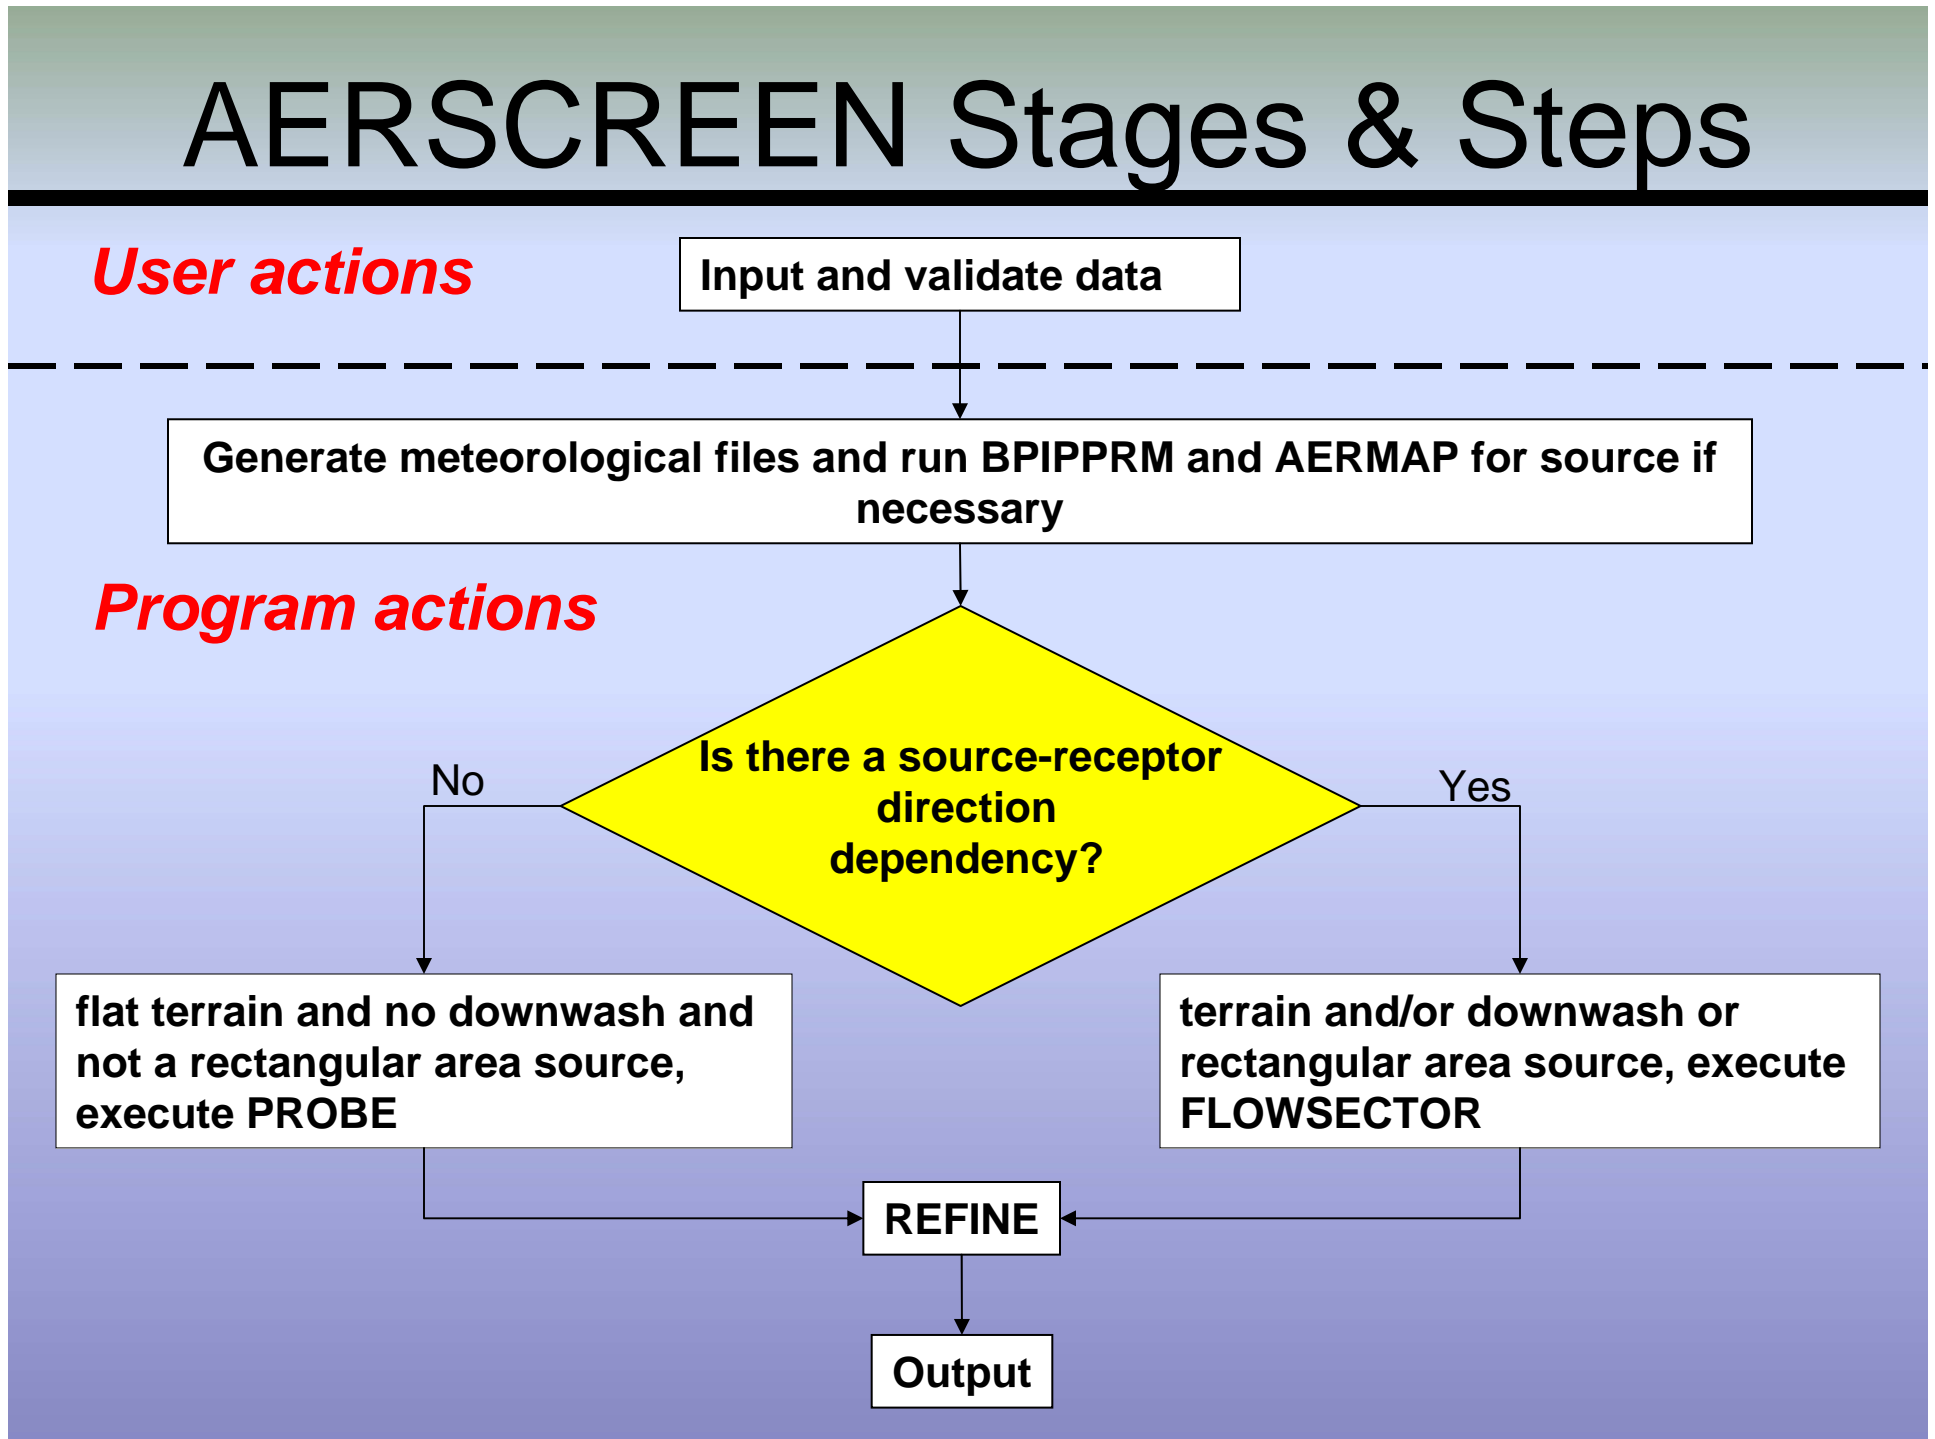 AERSCREEN Stages & Steps
User actions
Input and validate data
Generate meteorological files and run BPIPPRM and AERMAP for source if
necessary
Program actions
Is there a source-receptor
direction
dependency?
No
Yes
flat terrain and no downwash and
not a rectangular area source,
execute PROBE
terrain and/or downwash or
rectangular area source, execute
FLOWSECTOR
REFINE
Output